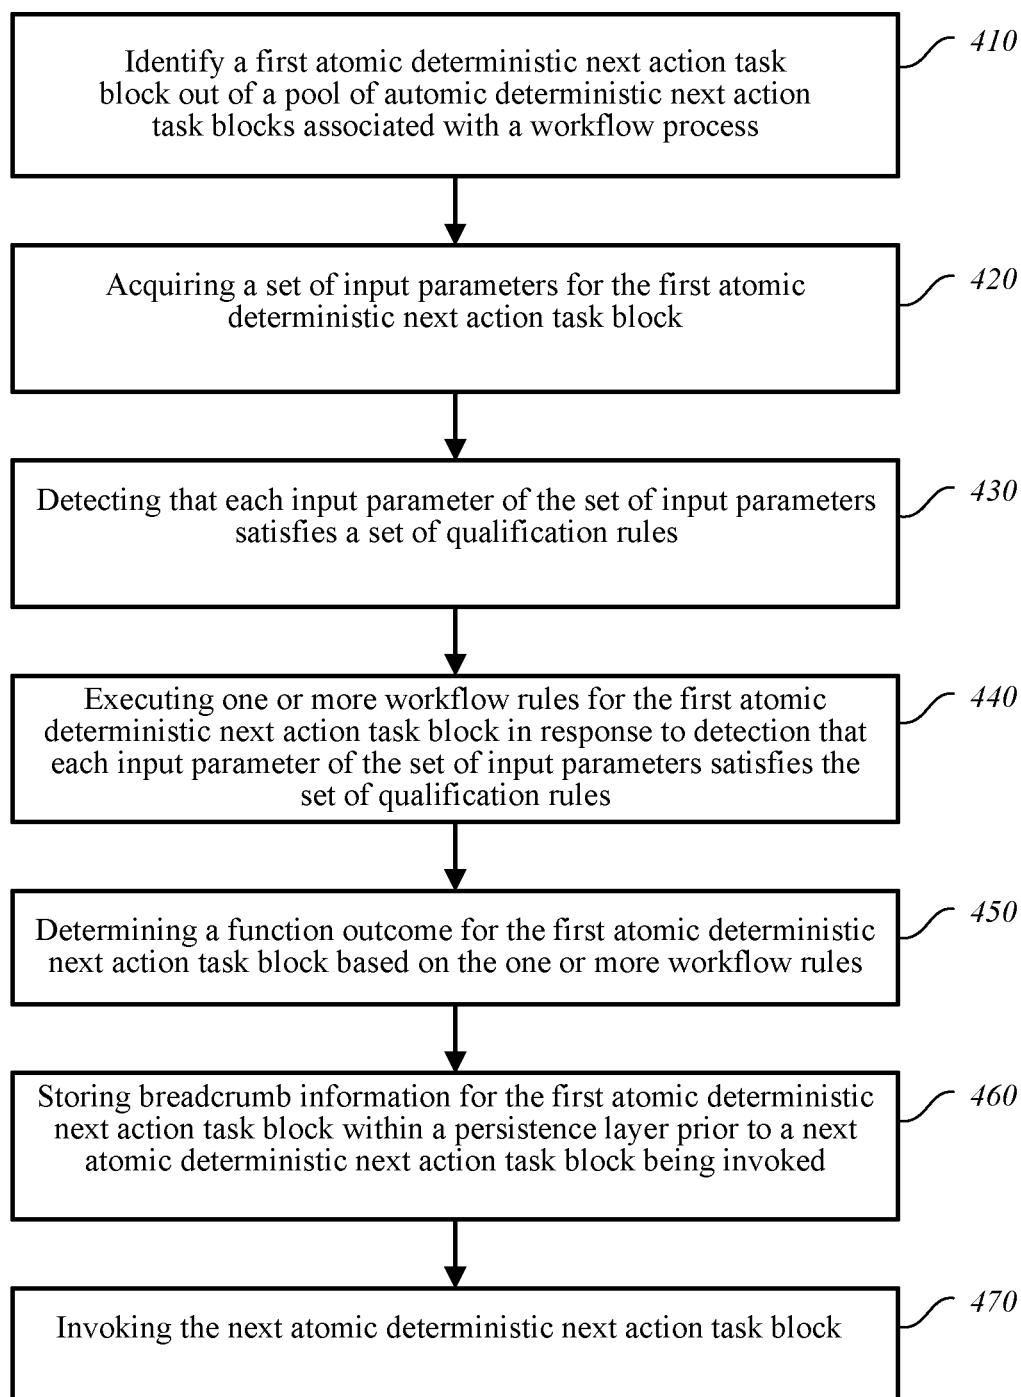 Identify a first atomic deterministic next action task
block out of a pool of automic deterministic next action
task blocks associated with a workflow process
410
Acquiring a set of input parameters for the first atomic
deterministic next action task block
420
Detecting that each input parameter of the set of input parameters
satisfies a set of qualification rules
430
Executing one or more workflow rules for the first atomic
deterministic next action task block in response to detection that
each input parameter of the set of input parameters satisfies the
set of qualification rules
440
Determining a function outcome for the first atomic deterministic
next action task block based on the one or more workflow rules
450
Storing breadcrumb information for the first atomic deterministic
next action task block within a persistence layer prior to a next
atomic deterministic next action task block being invoked
460
Invoking the next atomic deterministic next action task block
470